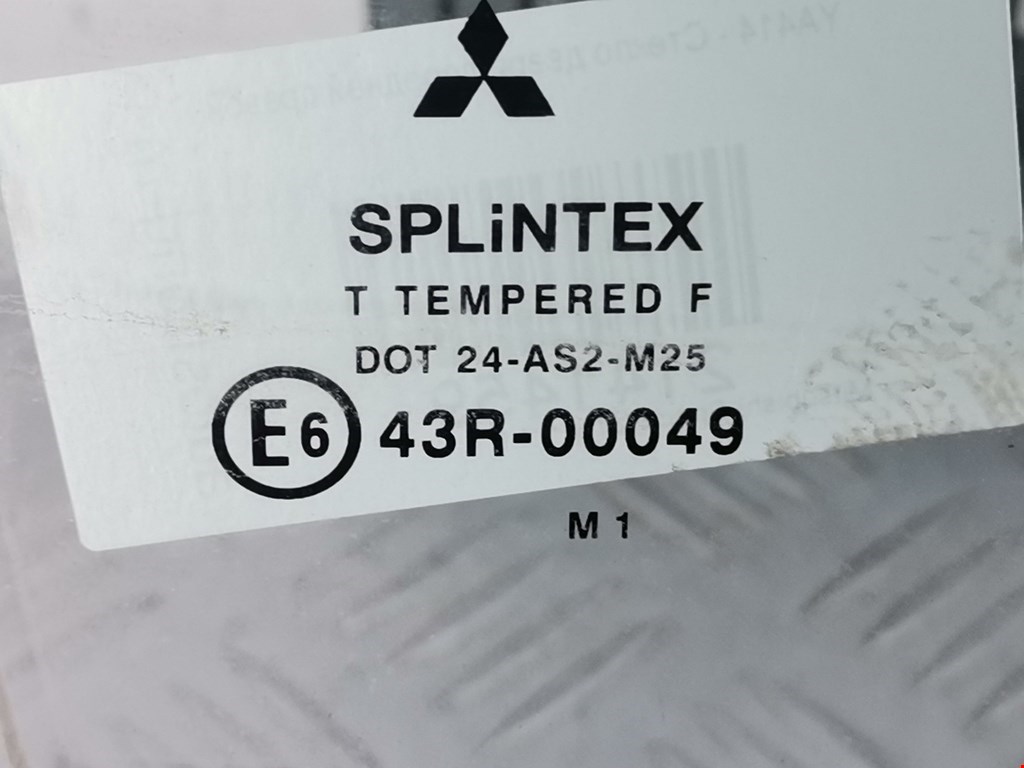 SPLiNTEX
T TEMPERED F
DOT 24-AS2-M25
E6 43R-00049
M 1